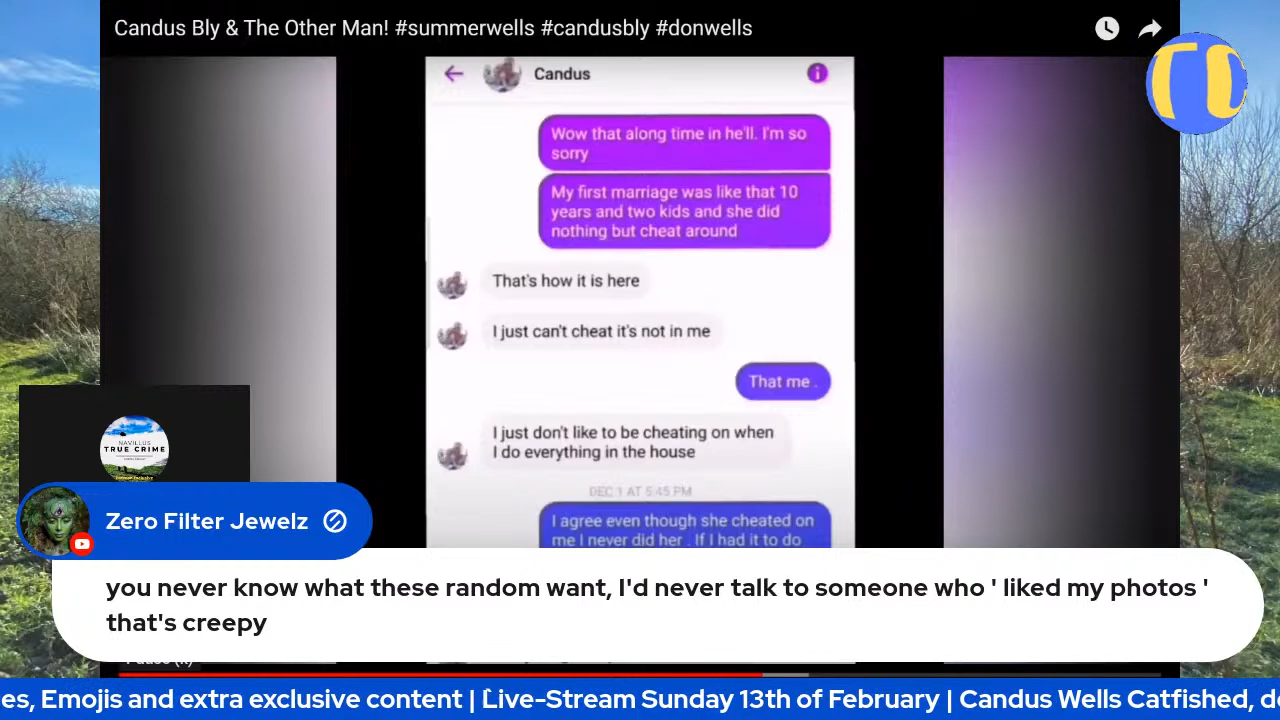 Candus Bly & The Other Man! #summerwells #candusbly #donwells
Candus
Wow that along time in he'll. I'm so
sorry
My first marriage was like that 10
years and two kids and she did
nothing but cheat around
That's how it is here
I just can't cheat it's not in me
That me .
I just don't like to be cheating on when
I do everything in the house
DEC 1 AT 5:45 PM
I agree even though she cheated on
me I never did her . If I had it to do
NAVILLUS
TRUE CRIME
Zero Filter Jewelz
you never know what these random want, I'd never talk to someone who ' liked my photos '
that's creepy
es, Emojis and extra exclusive content | Live-Stream Sunday 13th of February | Candus Wells Catfished, de